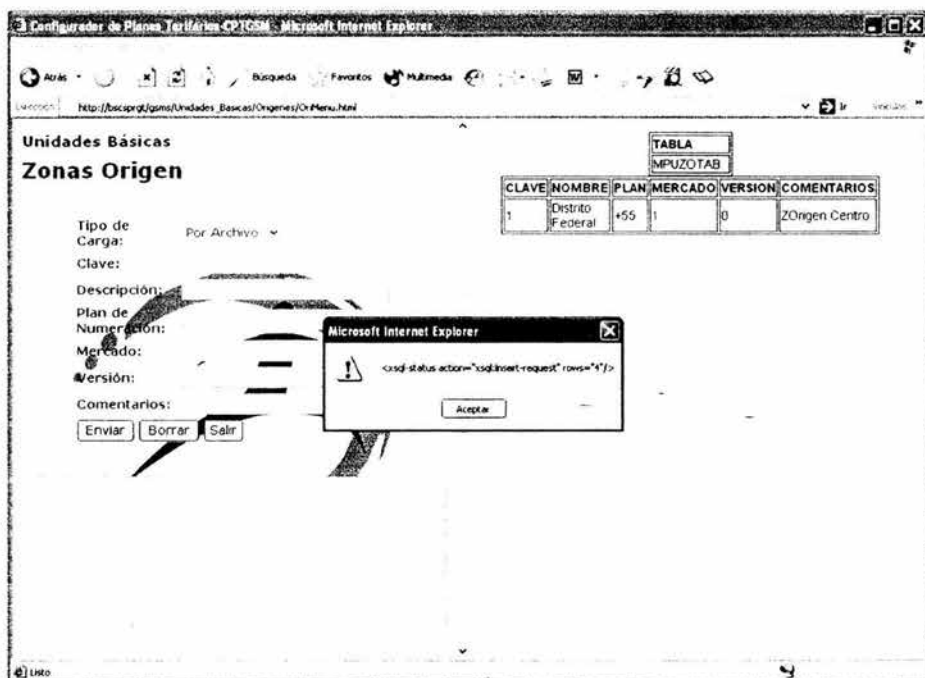 Configurador de Planes Tarifarios-CPTGSM - Microsoft Internet Explorer
Atrás Búsqueda Favoritos Multimedia
http://bscsprgt/gsms/Unidades_Basicas/Origenes/OriMenu.html Ir Vínculos »
Unidades Básicas
Zonas Origen
TABLA
MPUZOTAB
CLAVE NOMBRE PLAN MERCADO VERSION COMENTARIOS
1 Distrito Federal +55 1 0 ZOrigen Centro
Tipo de
Carga:
Por Archivo
Clave:
Descripción:
Plan de
Numeración:
Mercado:
Versión:
Comentarios:
Enviar Borrar Salir
Microsoft Internet Explorer
<xsql-status action="xsql:insert-request" rows="4"/>
Aceptar
Listo